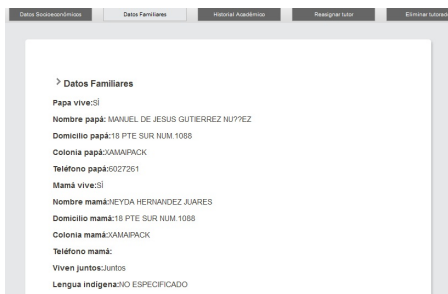 Datos Socioeconómicos
Datos Familiares
Historial Académico
Reasignar tutor
Eliminar tutorado
Datos Familiares
Papa vive:SÍ
Nombre papá: MANUEL DE JESUS GUTIERREZ NU??EZ
Domicilio papá:18 PTE SUR NUM.1088
Colonia papá:XAMAIPACK
Teléfono papá:6027261
Mamá vive:SÍ
Nombre mamá:NEYDA HERNANDEZ JUARES
Domicilio mamá:18 PTE SUR NUM.1088
Colonia mamá:XAMAIPACK
Teléfono mamá:
Viven juntos:Juntos
Lengua indígena:NO ESPECIFICADO